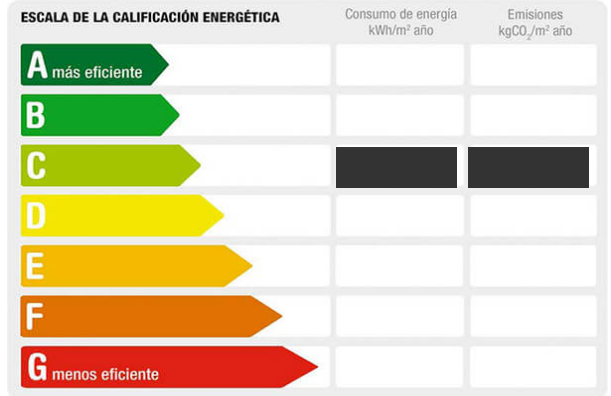 ESCALA DE LA CALIFICACIÓN ENERGÉTICA
Consumo de energía
kWh/m² año
Emisiones
kgCO₂/m² año
A más eficiente
B
C
D
E
F
G menos eficiente